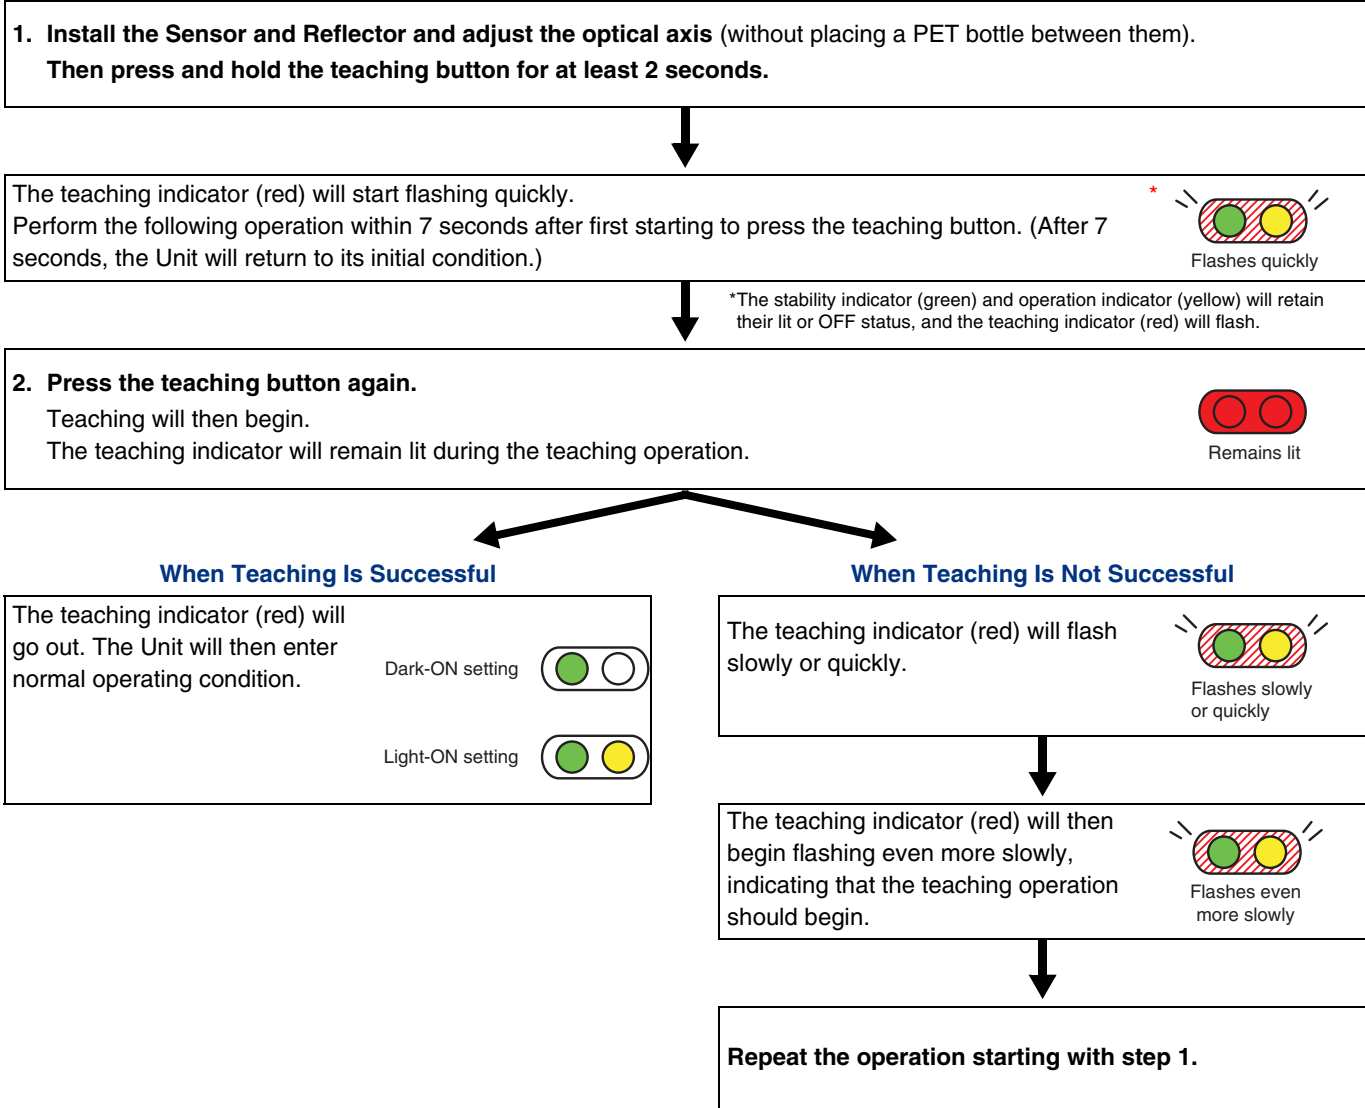 1. Install the Sensor and Reflector and adjust the optical axis (without placing a PET bottle between them).
Then press and hold the teaching button for at least 2 seconds.
The teaching indicator (red) will start flashing quickly.
Perform the following operation within 7 seconds after first starting to press the teaching button. (After 7
seconds, the Unit will return to its initial condition.)
*
Flashes quickly
*The stability indicator (green) and operation indicator (yellow) will retain
their lit or OFF status, and the teaching indicator (red) will flash.
2. Press the teaching button again.
Teaching will then begin.
The teaching indicator will remain lit during the teaching operation.
Remains lit
When Teaching Is Successful
The teaching indicator (red) will
go out. The Unit will then enter
normal operating condition.
Dark-ON setting
Light-ON setting
When Teaching Is Not Successful
The teaching indicator (red) will flash
slowly or quickly.
Flashes slowly
or quickly
The teaching indicator (red) will then
begin flashing even more slowly,
indicating that the teaching operation
should begin.
Flashes even
more slowly
Repeat the operation starting with step 1.